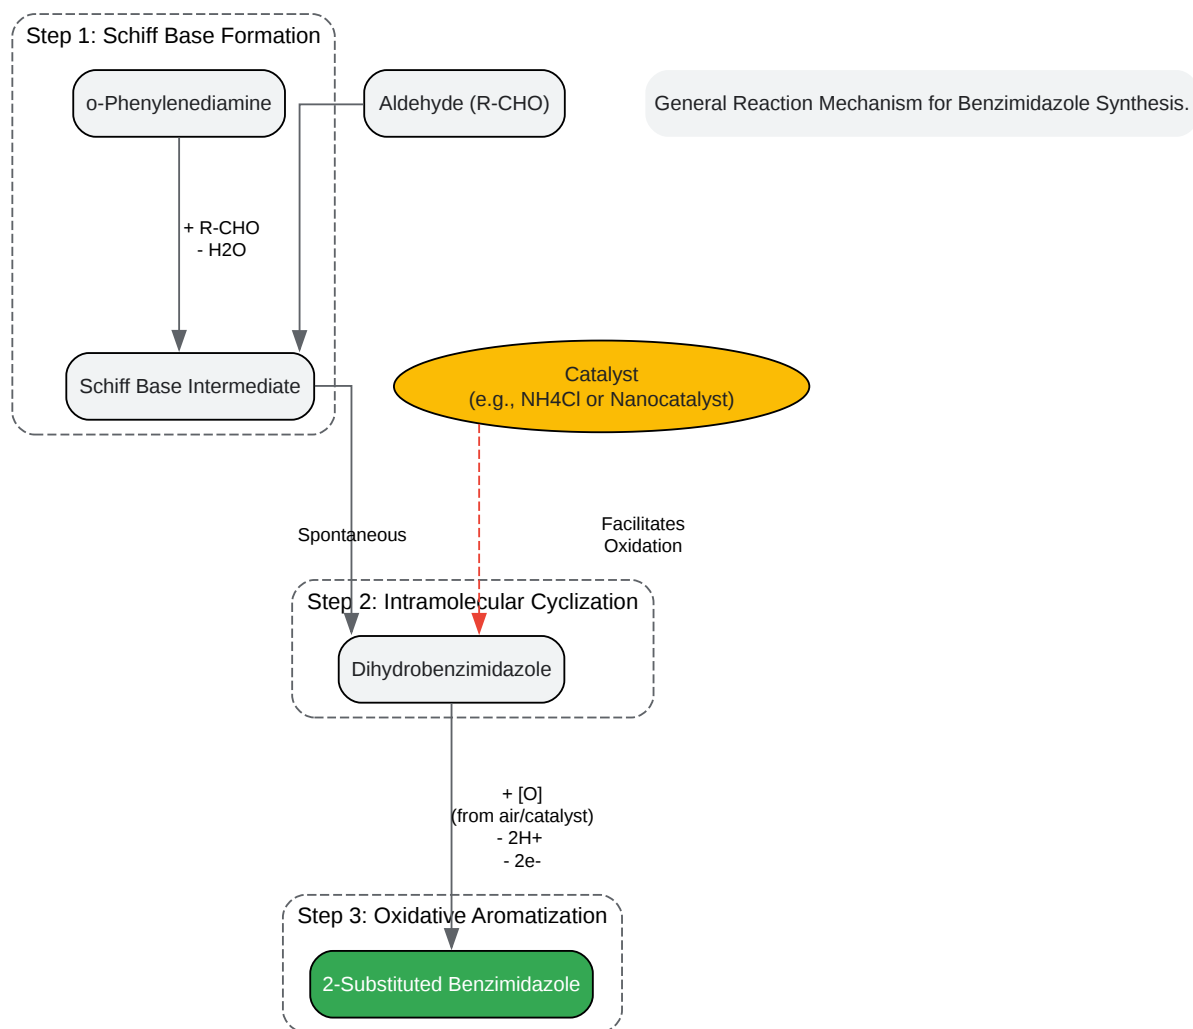 Step 1: Schiff Base Formation
o-Phenylenediamine
Aldehyde (R-CHO)
General Reaction Mechanism for Benzimidazole Synthesis.
+ R-CHO
- H2O
Schiff Base Intermediate
Catalyst
(e.g., NH4Cl or Nanocatalyst)
Spontaneous
Facilitates
Oxidation
Step 2: Intramolecular Cyclization
Dihydrobenzimidazole
+ [O]
(from air/catalyst)
- 2H+
- 2e-
Step 3: Oxidative Aromatization
2-Substituted Benzimidazole